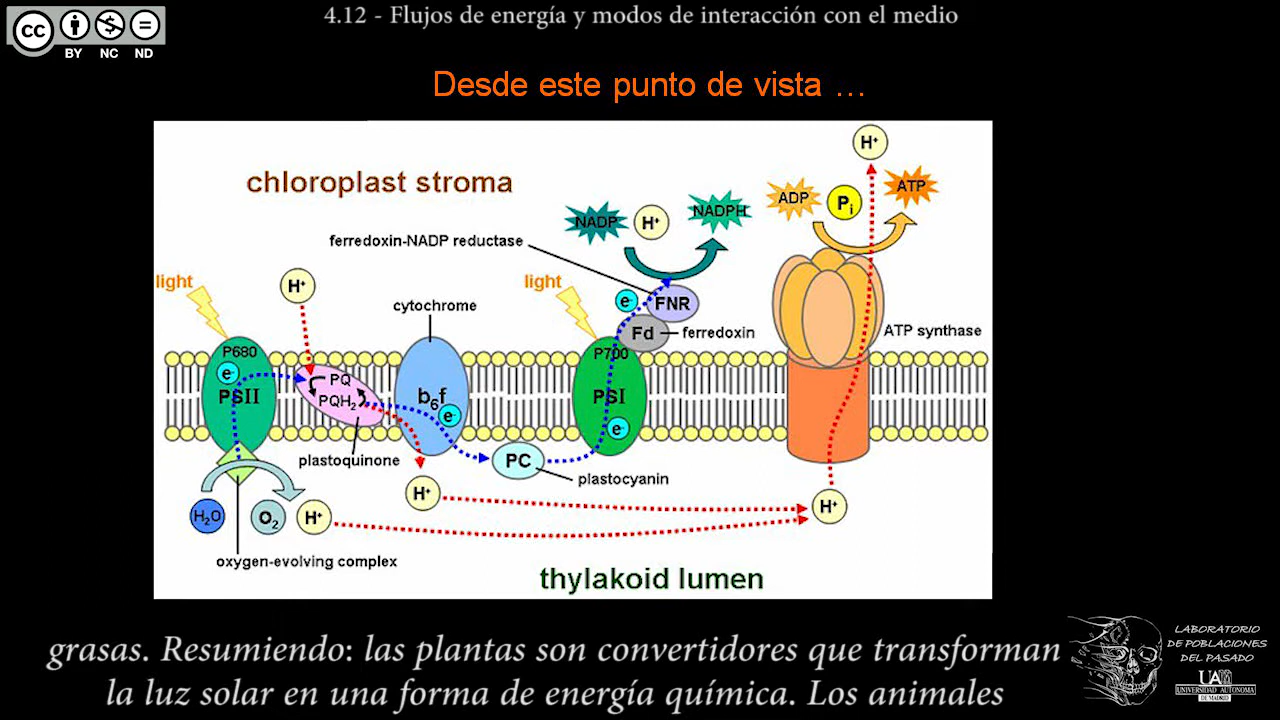 4.12 - Flujos de energía y modos de interacción con el medio
cc
BY NC ND
Desde este punto de vista ...
chloroplast stroma
H⁺
ADP
Pᵢ
ATP
NADP
H⁺
NADPH
ferredoxin-NADP reductase
light
H⁺
cytochrome
light
e⁻
FNR
Fd
ferredoxin
ATP synthase
P680
e⁻
PSII
PQ
PQH₂
b₆f
e⁻
P700
PSI
e⁻
plastoquinone
PC
plastocyanin
H⁺
H⁺
H₂O
O₂
H⁺
oxygen-evolving complex
thylakoid lumen
grasas. Resumiendo: las plantas son convertidores que transforman
la luz solar en una forma de energía química. Los animales
LABORATORIO
DE POBLACIONES
DEL PASADO
UAM
UNIVERSIDAD AUTONOMA
DE MADRID